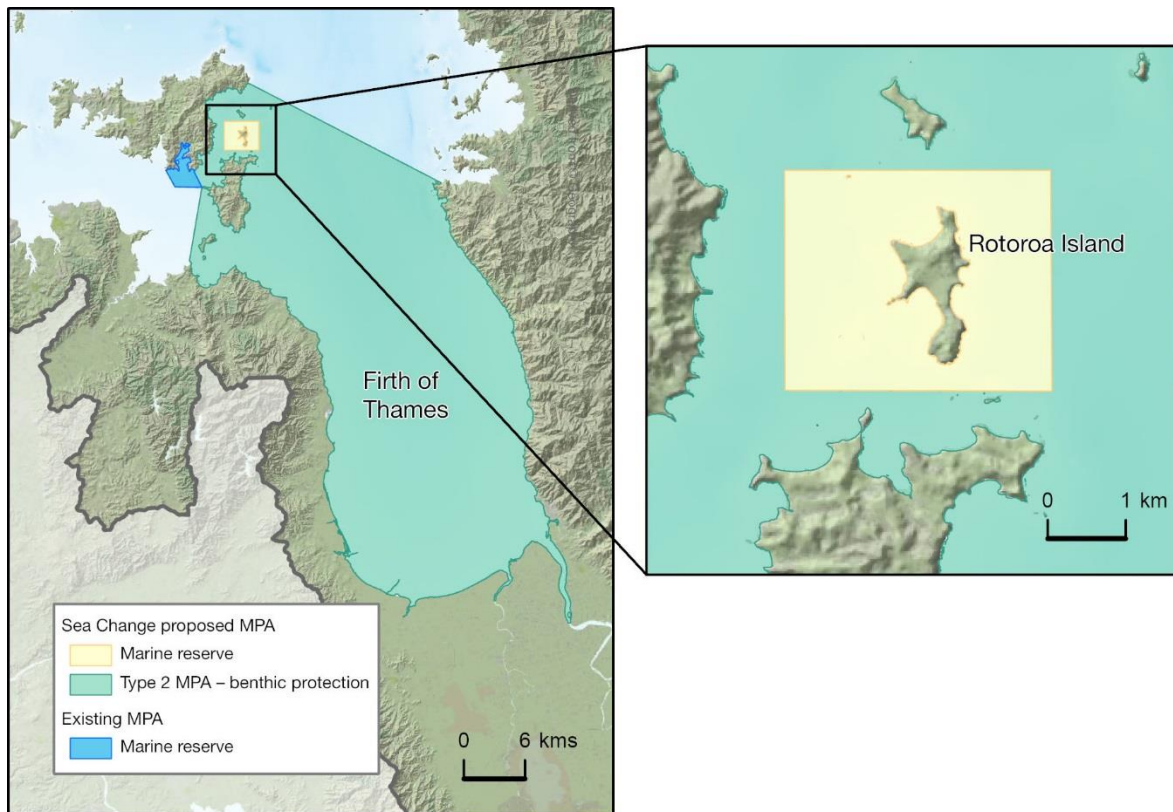 Firth of
Thames
Sea Change proposed MPA
Marine reserve
Type 2 MPA – benthic protection
Existing MPA
Marine reserve
0 6 kms
Rotoroa Island
0 1 km